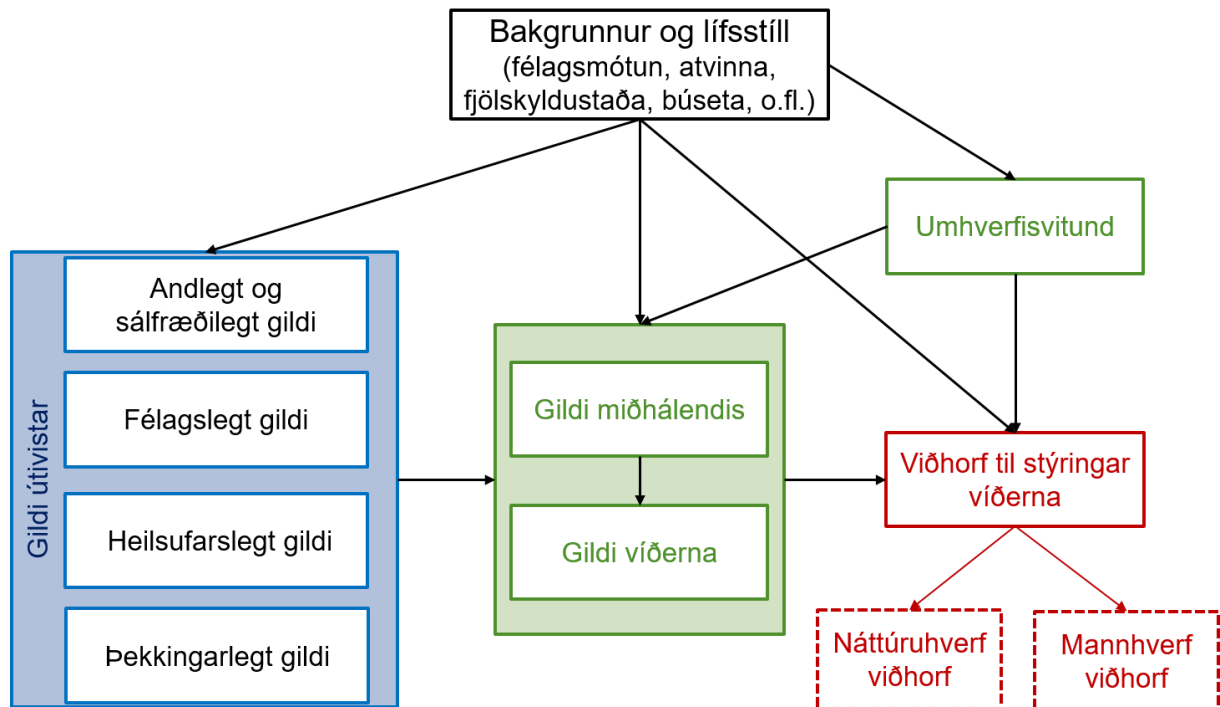 Bakgrunnur og lífsstíll
(félagsmótun, atvinna,
fjölskyldustaða, búseta, o.fl.)
Umhverfisvitund
Gildi útivistar
Andlegt og
sálfræðilegt gildi
Félagslegt gildi
Heilsufarslegt gildi
Þekkingarlegt gildi
Gildi miðhálendis
Gildi víðerna
Viðhorf til stýringar
víðerna
Náttúruhverf
viðhorf
Mannhverf
viðhorf